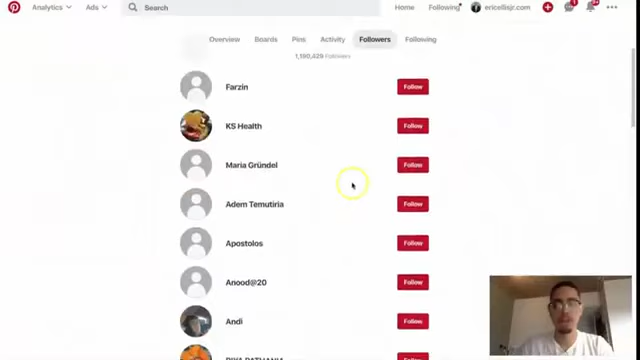 Analytics Ads Search Home Following ericellisjr.com
Overview Boards Pins Activity Followers Following
1,190,429 Followers
Farzin Follow
KS Health Follow
Maria Gründel Follow
Adem Temutiria Follow
Apostolos Follow
Anood@20 Follow
Andi Follow